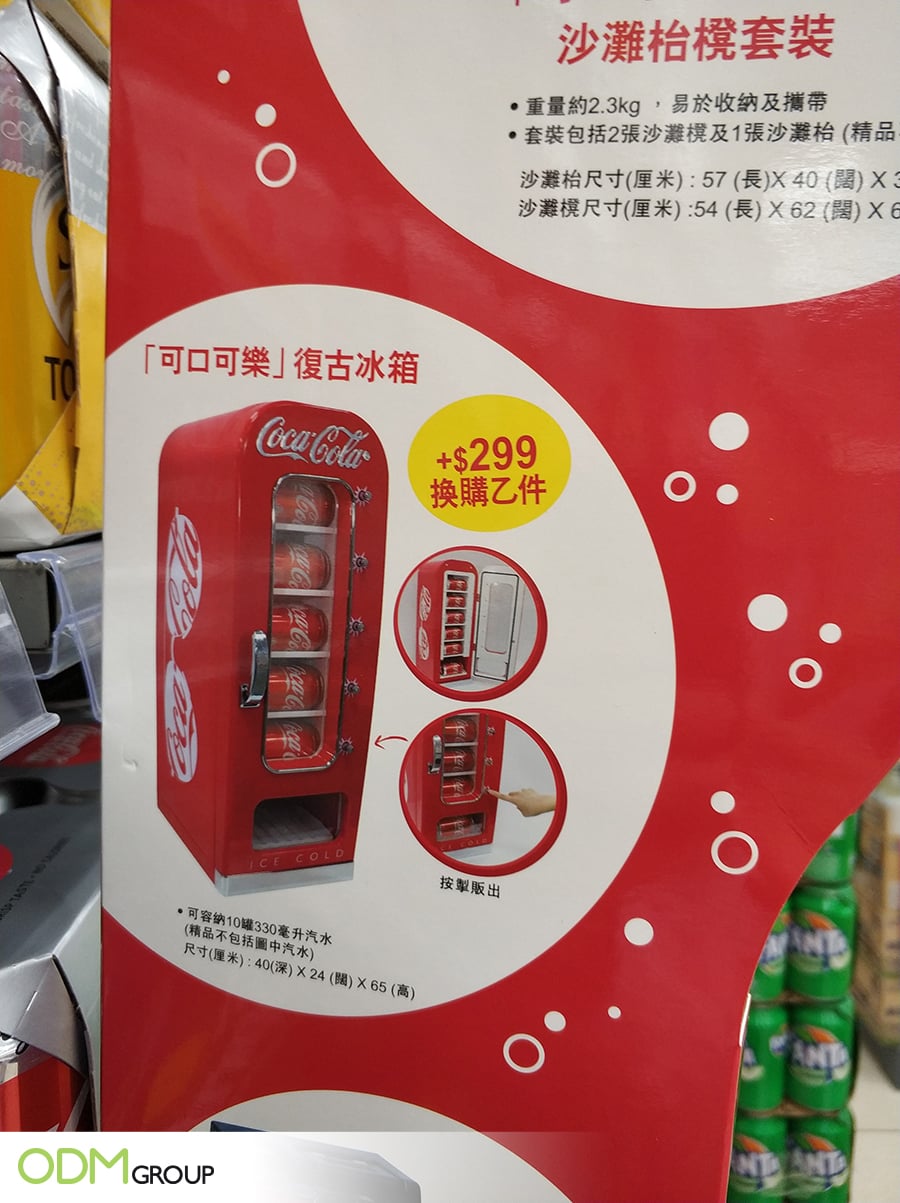 沙灘枱櫈套裝
• 重量約2.3kg ，易於收納及攜帶
• 套裝包括2張沙灘櫈及1張沙灘枱 (精品
沙灘枱尺寸(厘米) : 57 (長)X 40 (闊) X 3
沙灘櫈尺寸(厘米) :54 (長) X 62 (闊) X 6
「可口可樂」復古冰箱
+$299
換購乙件
Coca-Cola
ICE COLD
按掣販出
• 可容納10罐330毫升汽水
(精品不包括圖中汽水)
尺寸(厘米) : 40(深) X 24 (闊) X 65 (高)
TO
FANTA
ODM GROUP